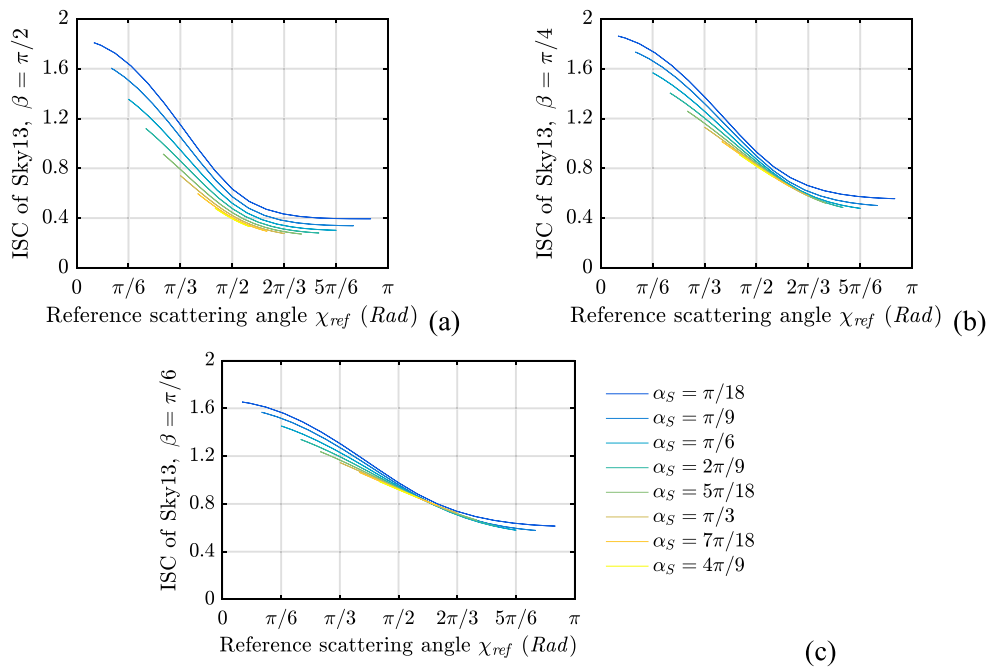 2
1.6
1.2
0.8
0.4
0
ISC of Sky13, β = π/2
0 π/6 π/3 π/2 2π/3 5π/6 π
Reference scattering angle χref (Rad) (a)
2
1.6
1.2
0.8
0.4
0
ISC of Sky13, β = π/4
0 π/6 π/3 π/2 2π/3 5π/6 π
Reference scattering angle χref (Rad) (b)
2
1.6
1.2
0.8
0.4
0
ISC of Sky13, β = π/6
0 π/6 π/3 π/2 2π/3 5π/6 π
Reference scattering angle χref (Rad)
αS = π/18
αS = π/9
αS = π/6
αS = 2π/9
αS = 5π/18
αS = π/3
αS = 7π/18
αS = 4π/9
(c)